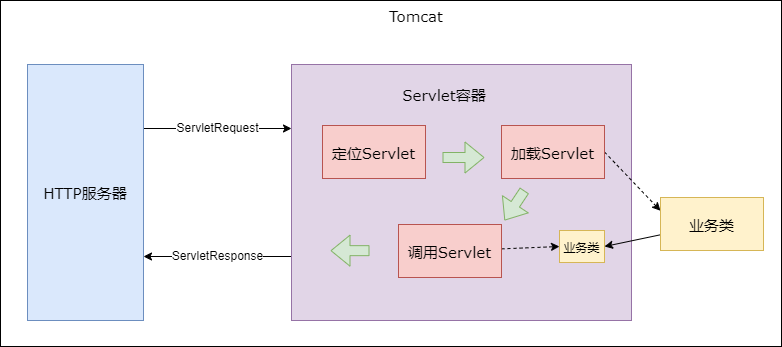 Tomcat
Servlet容器
ServletRequest
定位Servlet
加载Servlet
HTTP服务器
业务类
调用Servlet
业务类
ServletResponse